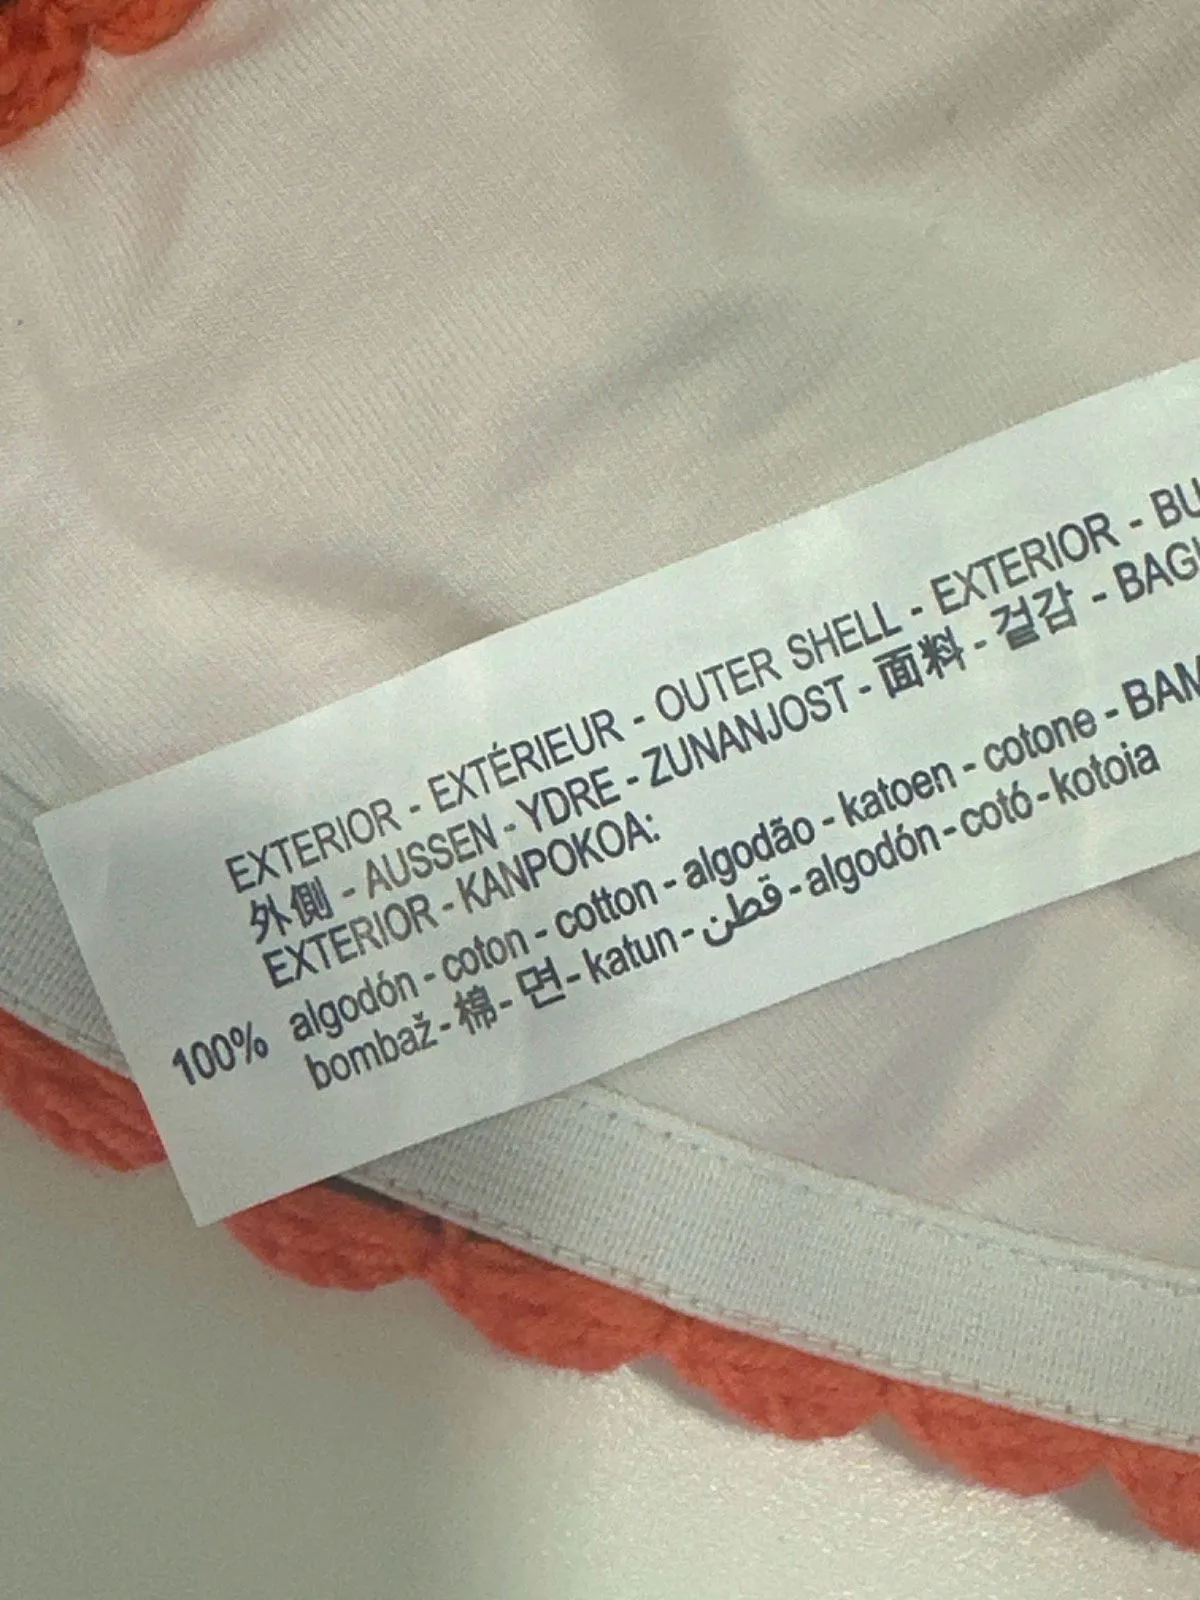 EXTERIOR - EXTÉRIEUR - OUTER SHELL - EXTERIOR - BU
外側 - AUSSEN - YDRE - ZUNANJOST - 面料 - 겉감 - BAGI
EXTERIOR - KANPOKOA:
100% algodón - coton - cotton - algodão - katoen - cotone - BAM
bombaž - 棉 - 면 - katun - قطن - algodón - cotó - kotoia